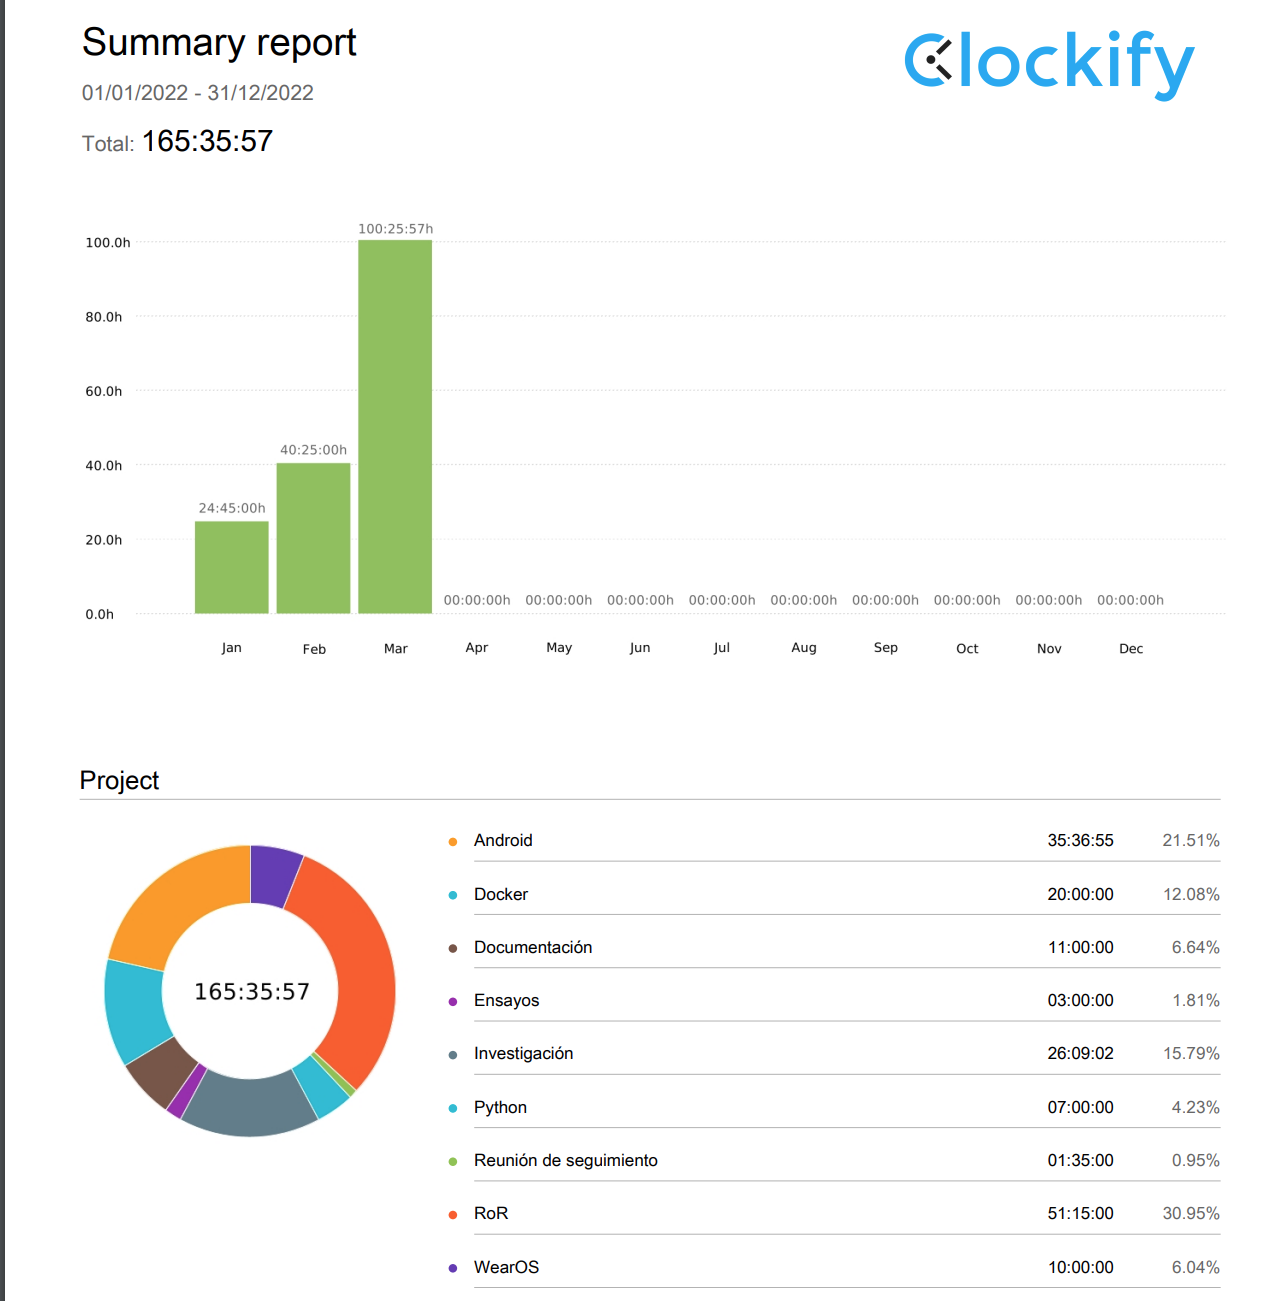 Summary report
Clockify
01/01/2022 - 31/12/2022
Total: 165:35:57
100:25:57h
100.0h
80.0h
60.0h
40:25:00h
40.0h
24:45:00h
20.0h
00:00:00h 00:00:00h 00:00:00h 00:00:00h 00:00:00h 00:00:00h 00:00:00h 00:00:00h 00:00:00h
0.0h
Jan Feb Mar Apr May Jun Jul Aug Sep Oct Nov Dec
Project
Android 35:36:55 21.51%
Docker 20:00:00 12.08%
Documentación 11:00:00 6.64%
165:35:57
Ensayos 03:00:00 1.81%
Investigación 26:09:02 15.79%
Python 07:00:00 4.23%
Reunión de seguimiento 01:35:00 0.95%
RoR 51:15:00 30.95%
WearOS 10:00:00 6.04%